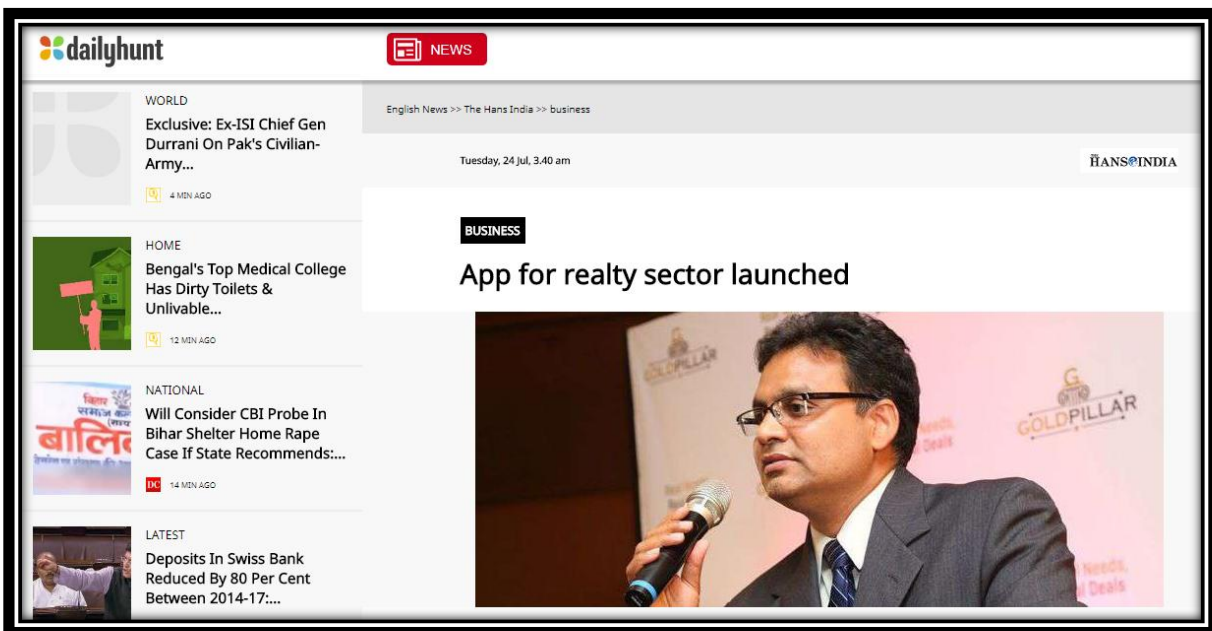 dailyhunt
NEWS
WORLD
Exclusive: Ex-ISI Chief Gen
Durrani On Pak's Civilian-
Army...
4 MIN AGO
HOME
Bengal's Top Medical College
Has Dirty Toilets &
Unlivable...
12 MIN AGO
NATIONAL
Will Consider CBI Probe In
Bihar Shelter Home Rape
Case If State Recommends:...
DC 14 MIN AGO
LATEST
Deposits In Swiss Bank
Reduced By 80 Per Cent
Between 2014-17:...
बालि
English News >> The Hans India >> business
Tuesday, 24 Jul, 3.40 am
THE HANS INDIA
BUSINESS
App for realty sector launched
GOLDPILLAR
G
GOLDPILLAR
Deals
Needs,
Deals